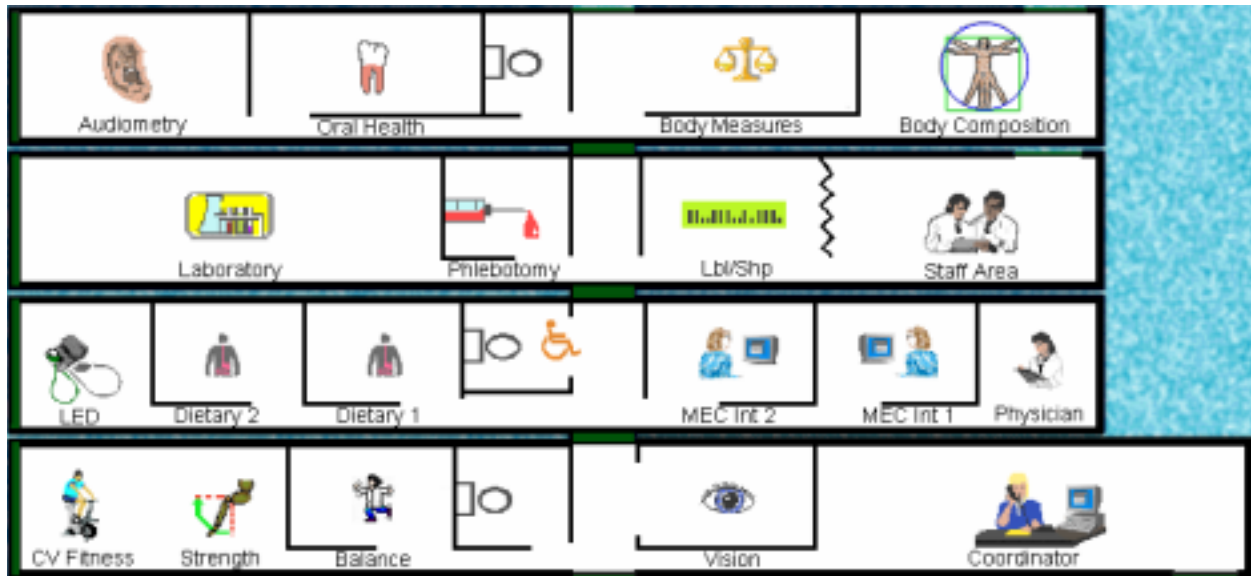 Audiometry Oral Health Body Measures Body Composition
Laboratory Phlebotomy Lbl/Shp Staff Area
LED Dietary 2 Dietary 1 MEC Int 2 MEC Int 1 Physician
CV Fitness Strength Balance Vision Coordinator